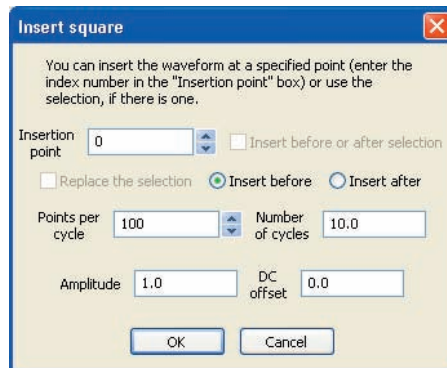 Insert square
You can insert the waveform at a specified point (enter the
index number in the "Insertion point" box) or use the
selection, if there is one.
Insertion
point
0
Insert before or after selection
Replace the selection
Insert before
Insert after
Points per
cycle
100
Number
of cycles
10.0
Amplitude
1.0
DC
offset
0.0
OK
Cancel